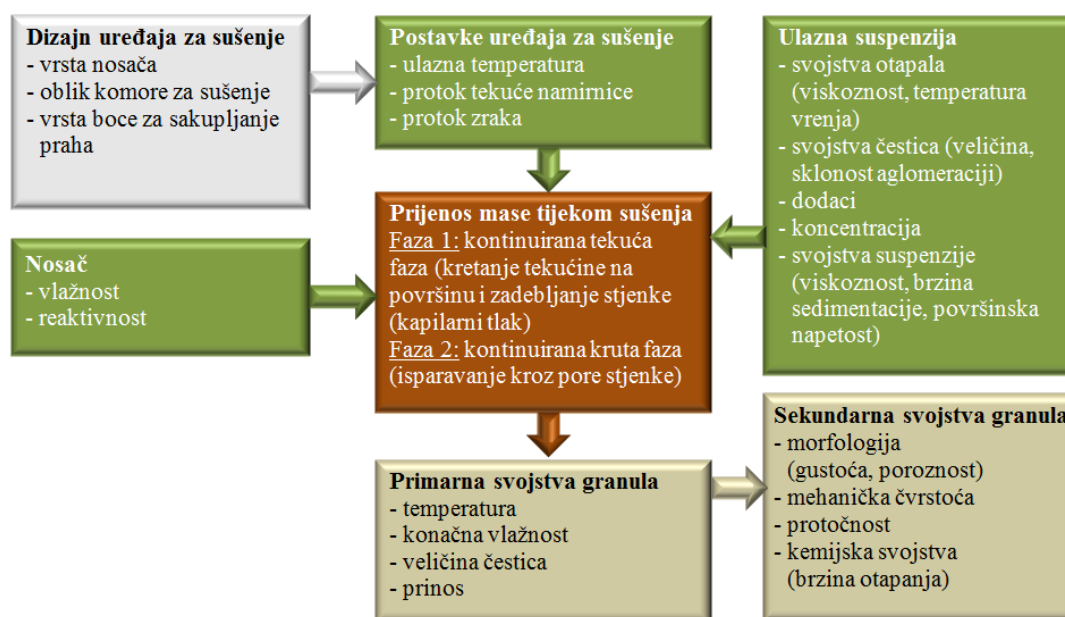 Dizajn uređaja za sušenje
- vrsta nosača
- oblik komore za sušenje
- vrsta boce za sakupljanje
praha
Postavke uređaja za sušenje
- ulazna temperatura
- protok tekuće namirnice
- protok zraka
Ulazna suspenzija
- svojstva otapala
(viskoznost, temperatura
vrenja)
- svojstva čestica (veličina,
sklonost aglomeraciji)
- dodaci
- koncentracija
- svojstva suspenzije
(viskoznost, brzina
sedimentacije, površinska
napetost)
Nosač
- vlažnost
- reaktivnost
Prijenos mase tijekom sušenja
Faza 1: kontinuirana tekuća
faza (kretanje tekućine na
površinu i zadebljanje stjenke
(kapilarni tlak)
Faza 2: kontinuirana kruta faza
(isparavanje kroz pore stjenke)
Primarna svojstva granula
- temperatura
- konačna vlažnost
- veličina čestica
- prinos
Sekundarna svojstva granula
- morfologija
(gustoća, poroznost)
- mehanička čvrstoća
- protočnost
- kemijska svojstva
(brzina otapanja)